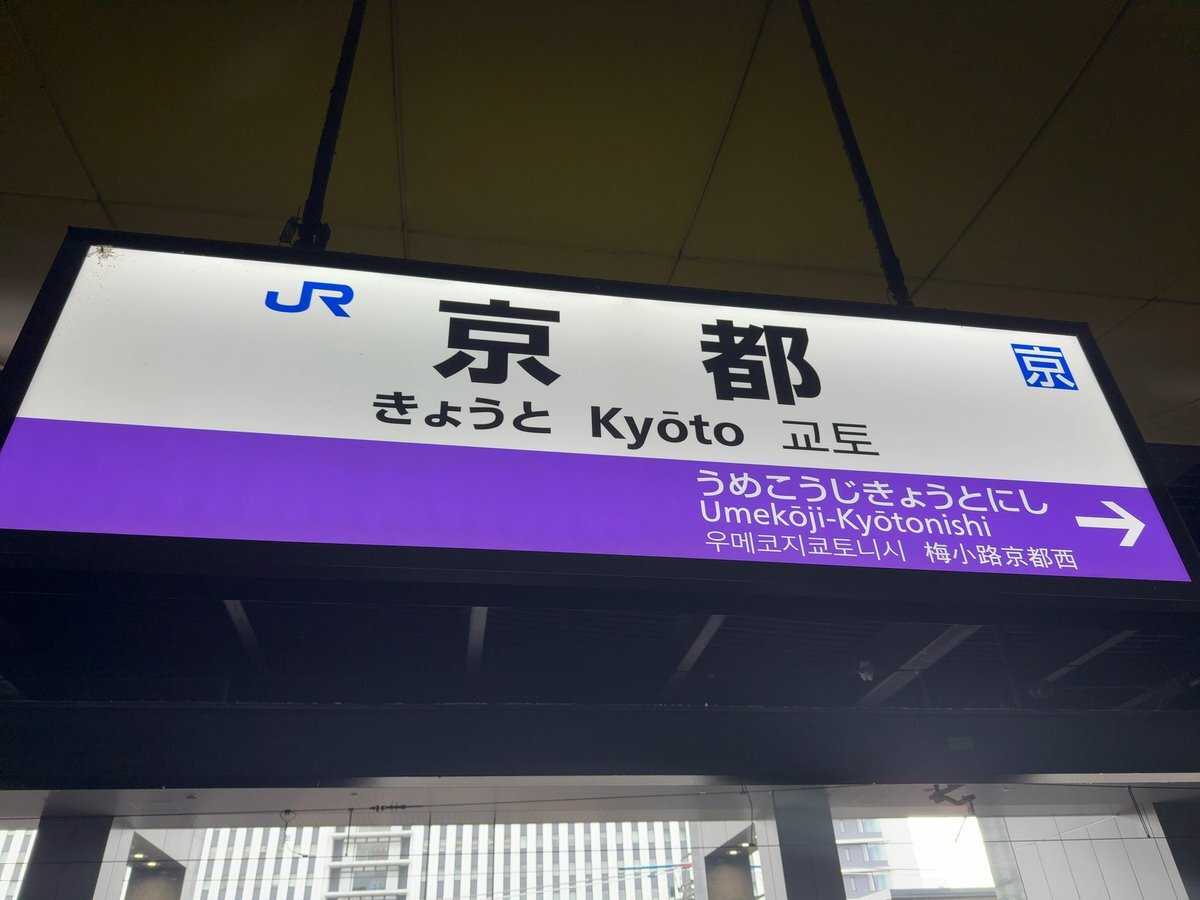 JR 京都 京
きょうと Kyōto 교토
うめこうじきょうとにし
Umekōji-Kyōtonishi
우메코지쿄토니시 梅小路京都西